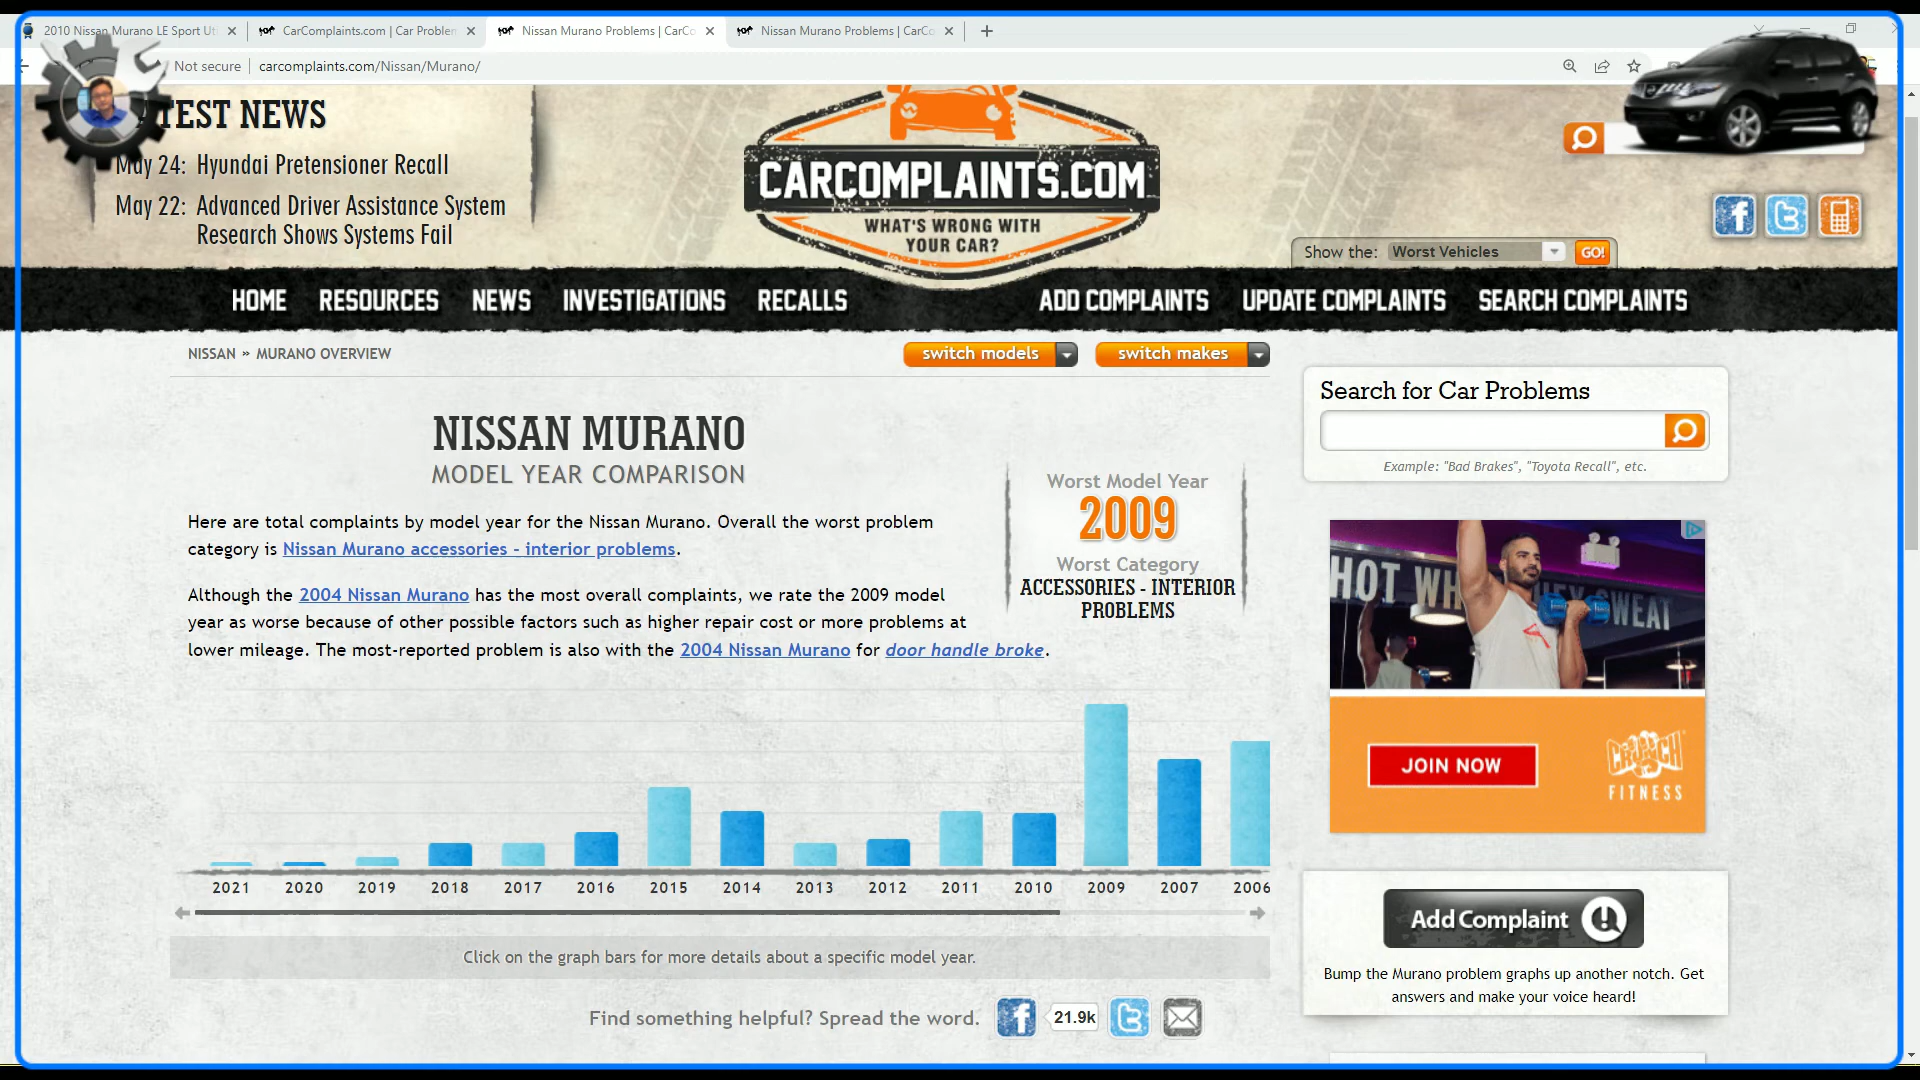 2010 Nissan Murano LE Sport Ut
CarComplaints.com | Car Problem
Nissan Murano Problems | CarCo
Nissan Murano Problems | CarCo
Not secure
carcomplaints.com/Nissan/Murano/
TEST NEWS
May 24: Hyundai Pretensioner Recall
May 22: Advanced Driver Assistance System
Research Shows Systems Fail
CARCOMPLAINTS.COM
WHAT'S WRONG WITH
YOUR CAR?
Show the: Worst Vehicles GO!
HOME RESOURCES NEWS INVESTIGATIONS RECALLS ADD COMPLAINTS UPDATE COMPLAINTS SEARCH COMPLAINTS
NISSAN » MURANO OVERVIEW
switch models
switch makes
NISSAN MURANO
MODEL YEAR COMPARISON
Here are total complaints by model year for the Nissan Murano. Overall the worst problem
category is Nissan Murano accessories - interior problems.
Although the 2004 Nissan Murano has the most overall complaints, we rate the 2009 model
year as worse because of other possible factors such as higher repair cost or more problems at
lower mileage. The most-reported problem is also with the 2004 Nissan Murano for door handle broke.
Worst Model Year
2009
Worst Category
ACCESSORIES - INTERIOR
PROBLEMS
2021 2020 2019 2018 2017 2016 2015 2014 2013 2012 2011 2010 2009 2007 2006
Click on the graph bars for more details about a specific model year.
Find something helpful? Spread the word.
21.9k
Search for Car Problems
Example: "Bad Brakes", "Toyota Recall", etc.
HOT SWEAT
JOIN NOW
CRUNCH
FITNESS
Add Complaint
Bump the Murano problem graphs up another notch. Get
answers and make your voice heard!